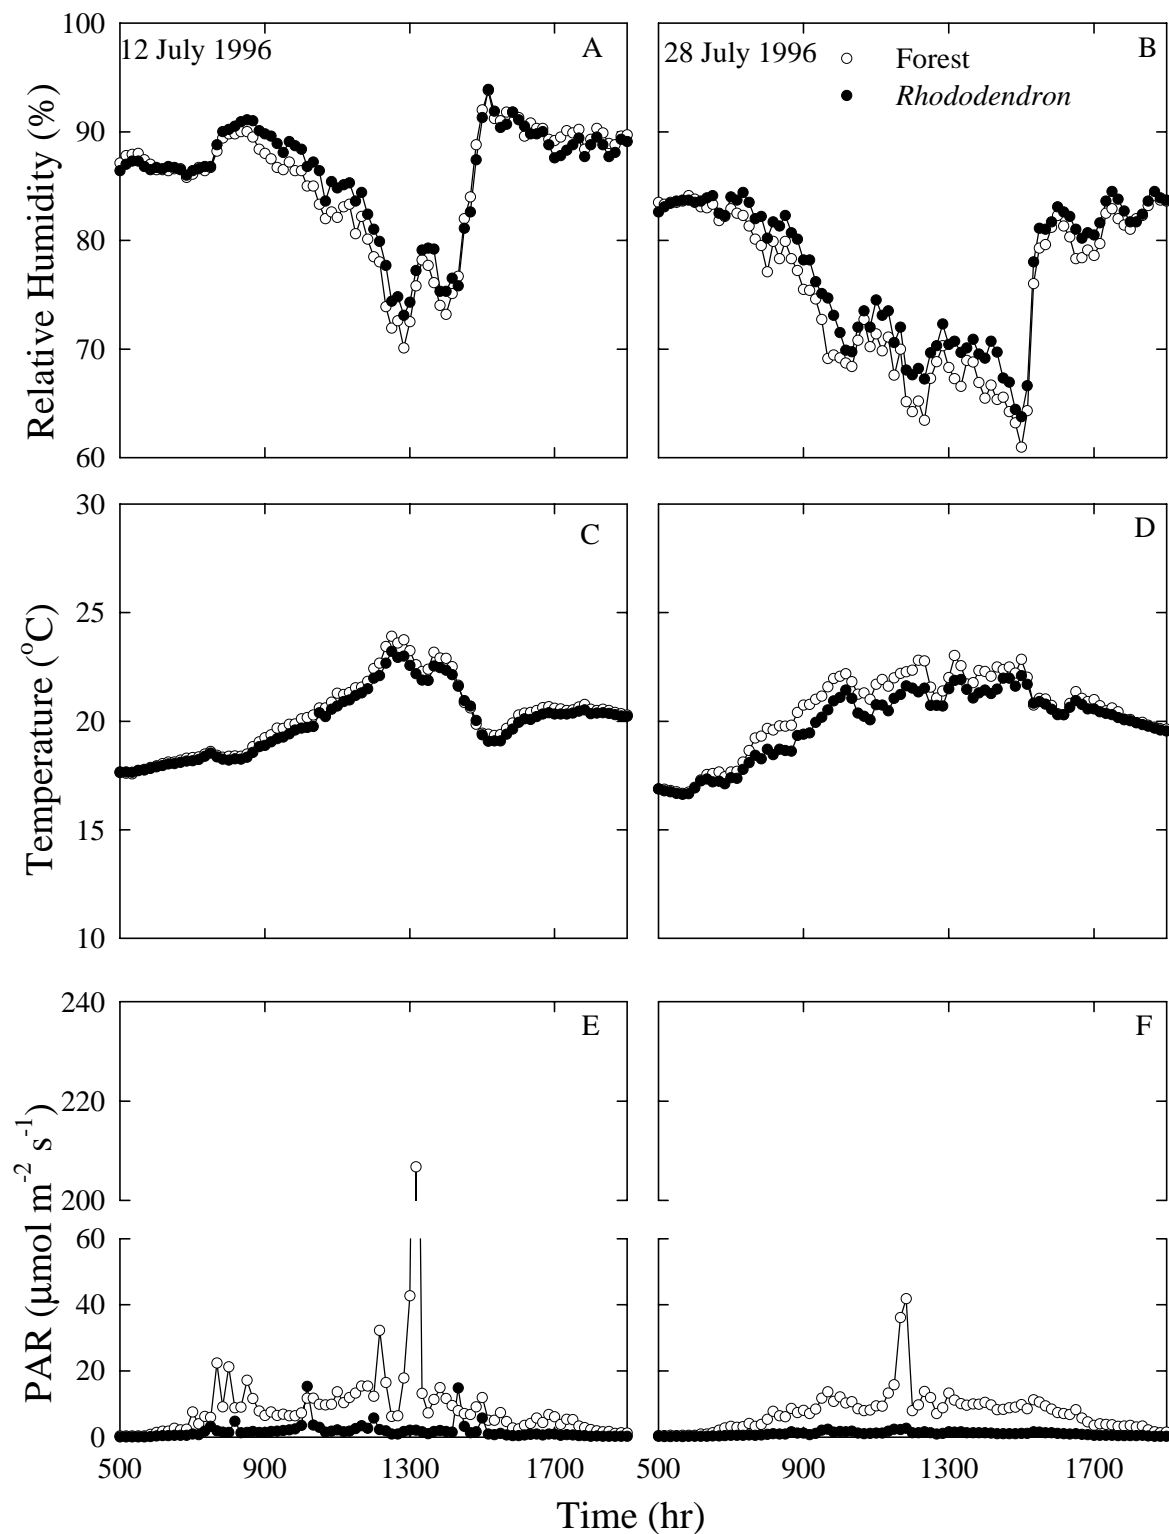 100
12 July 1996
A
90
80
70
60
Relative Humidity (%)
28 July 1996
B
Forest
Rhododendron
30
C
25
20
15
10
Temperature (°C)
D
240
E
220
200
60
40
20
0
PAR (μmol m⁻² s⁻¹)
F
500 900 1300 1700 500 900 1300 1700
Time (hr)